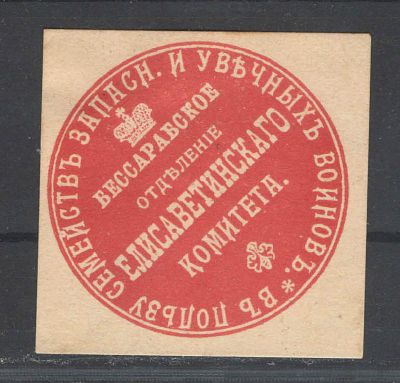 БЕССАРАБСКОЕ
ОТДѢЛЕНІЕ
ЕЛИСАВЕТИНСКАГО
КОМИТЕТА.
* ВЪ ПОЛЬЗУ СЕМЕЙСТВЪ ЗАПАСН. И УВѢЧНЫХЪ ВОИНОВЪ.